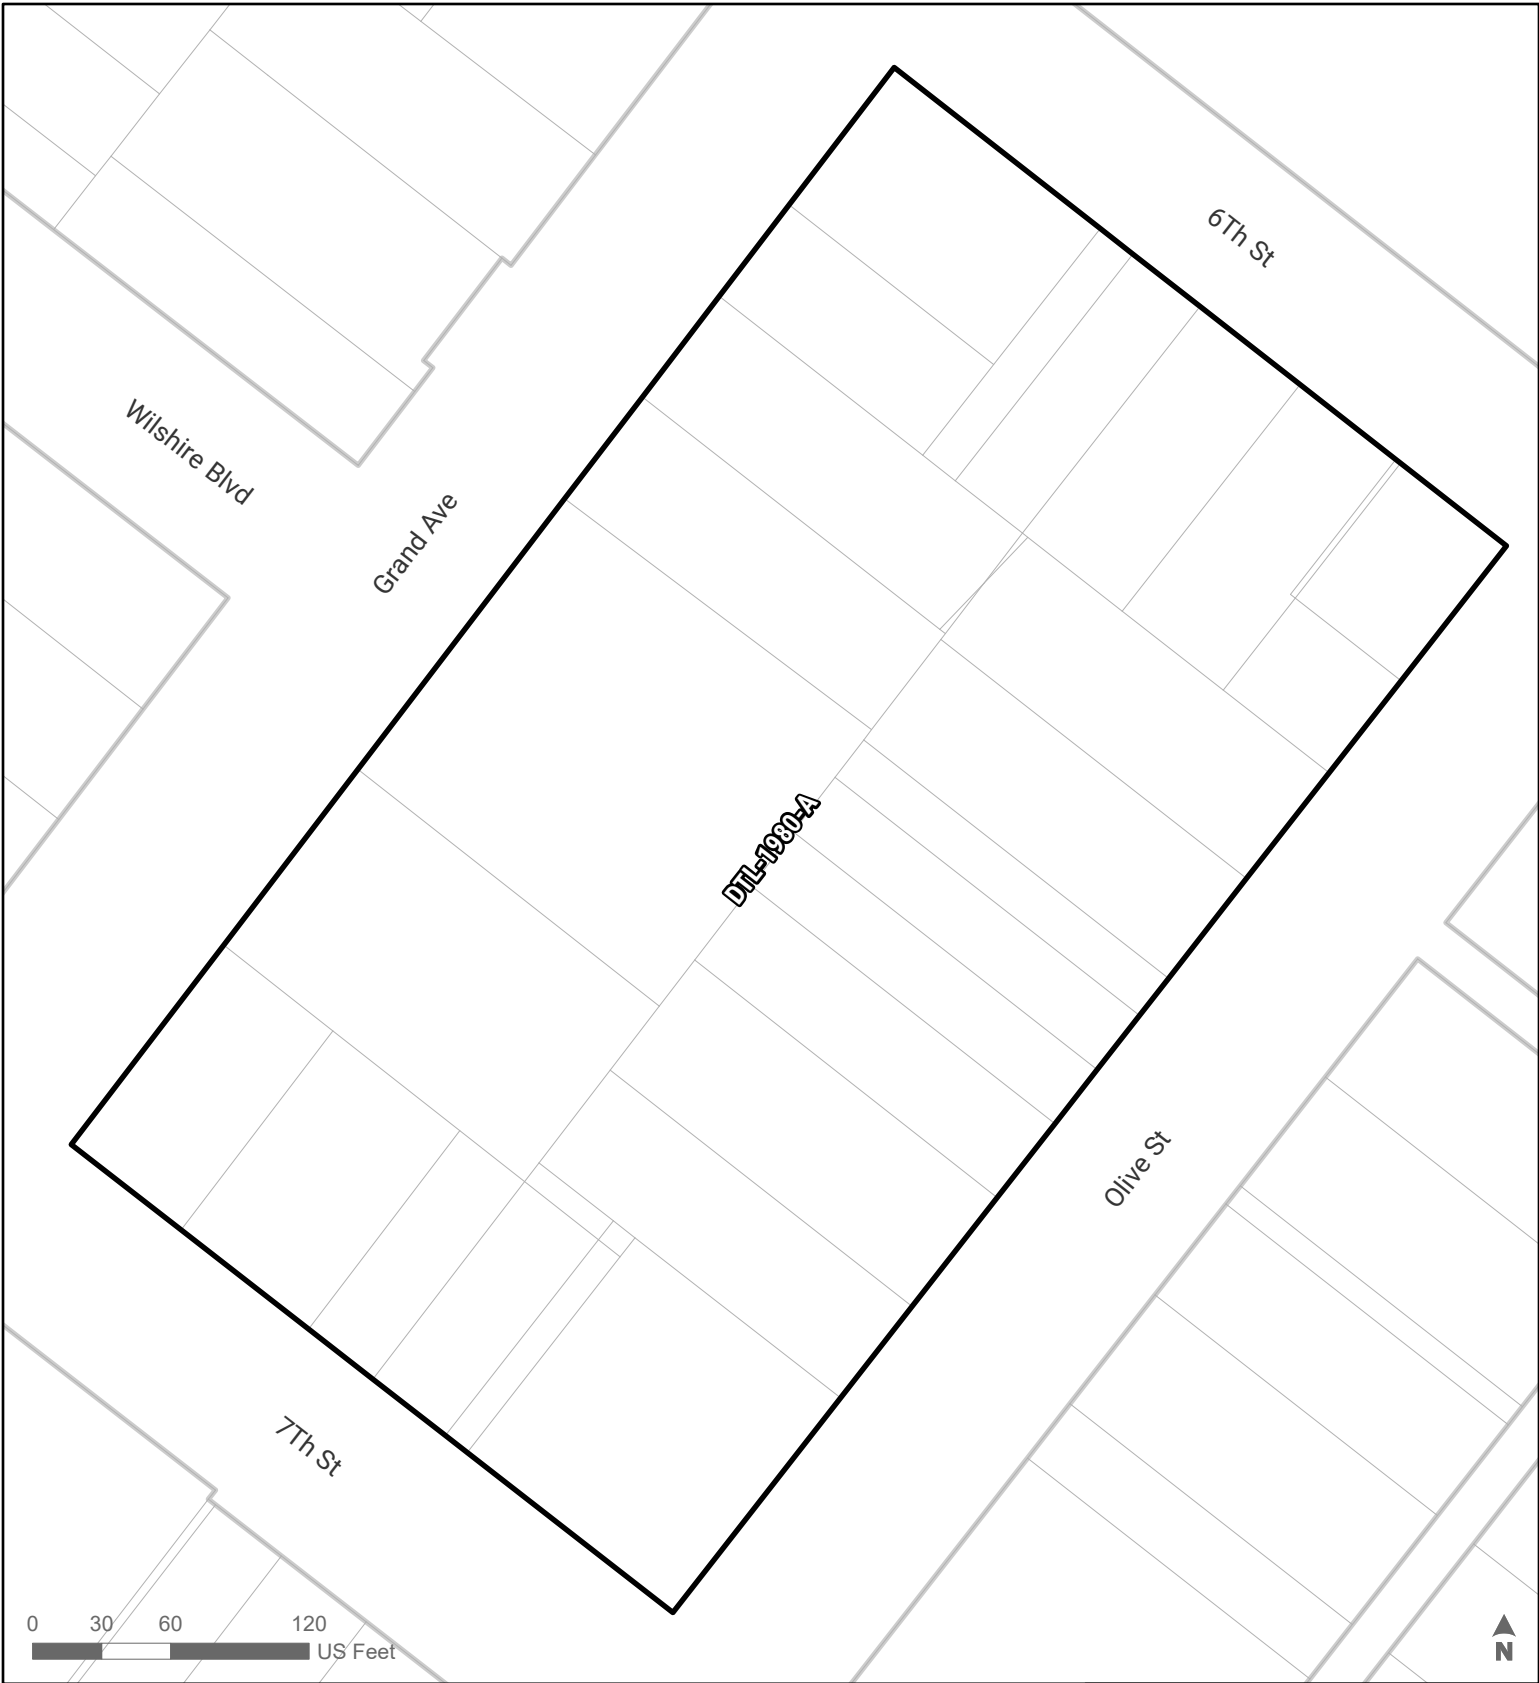 6Th St
Wilshire Blvd
Grand Ave
DTL-1980-A
Olive St
7Th St
0 30 60 120
US Feet
N